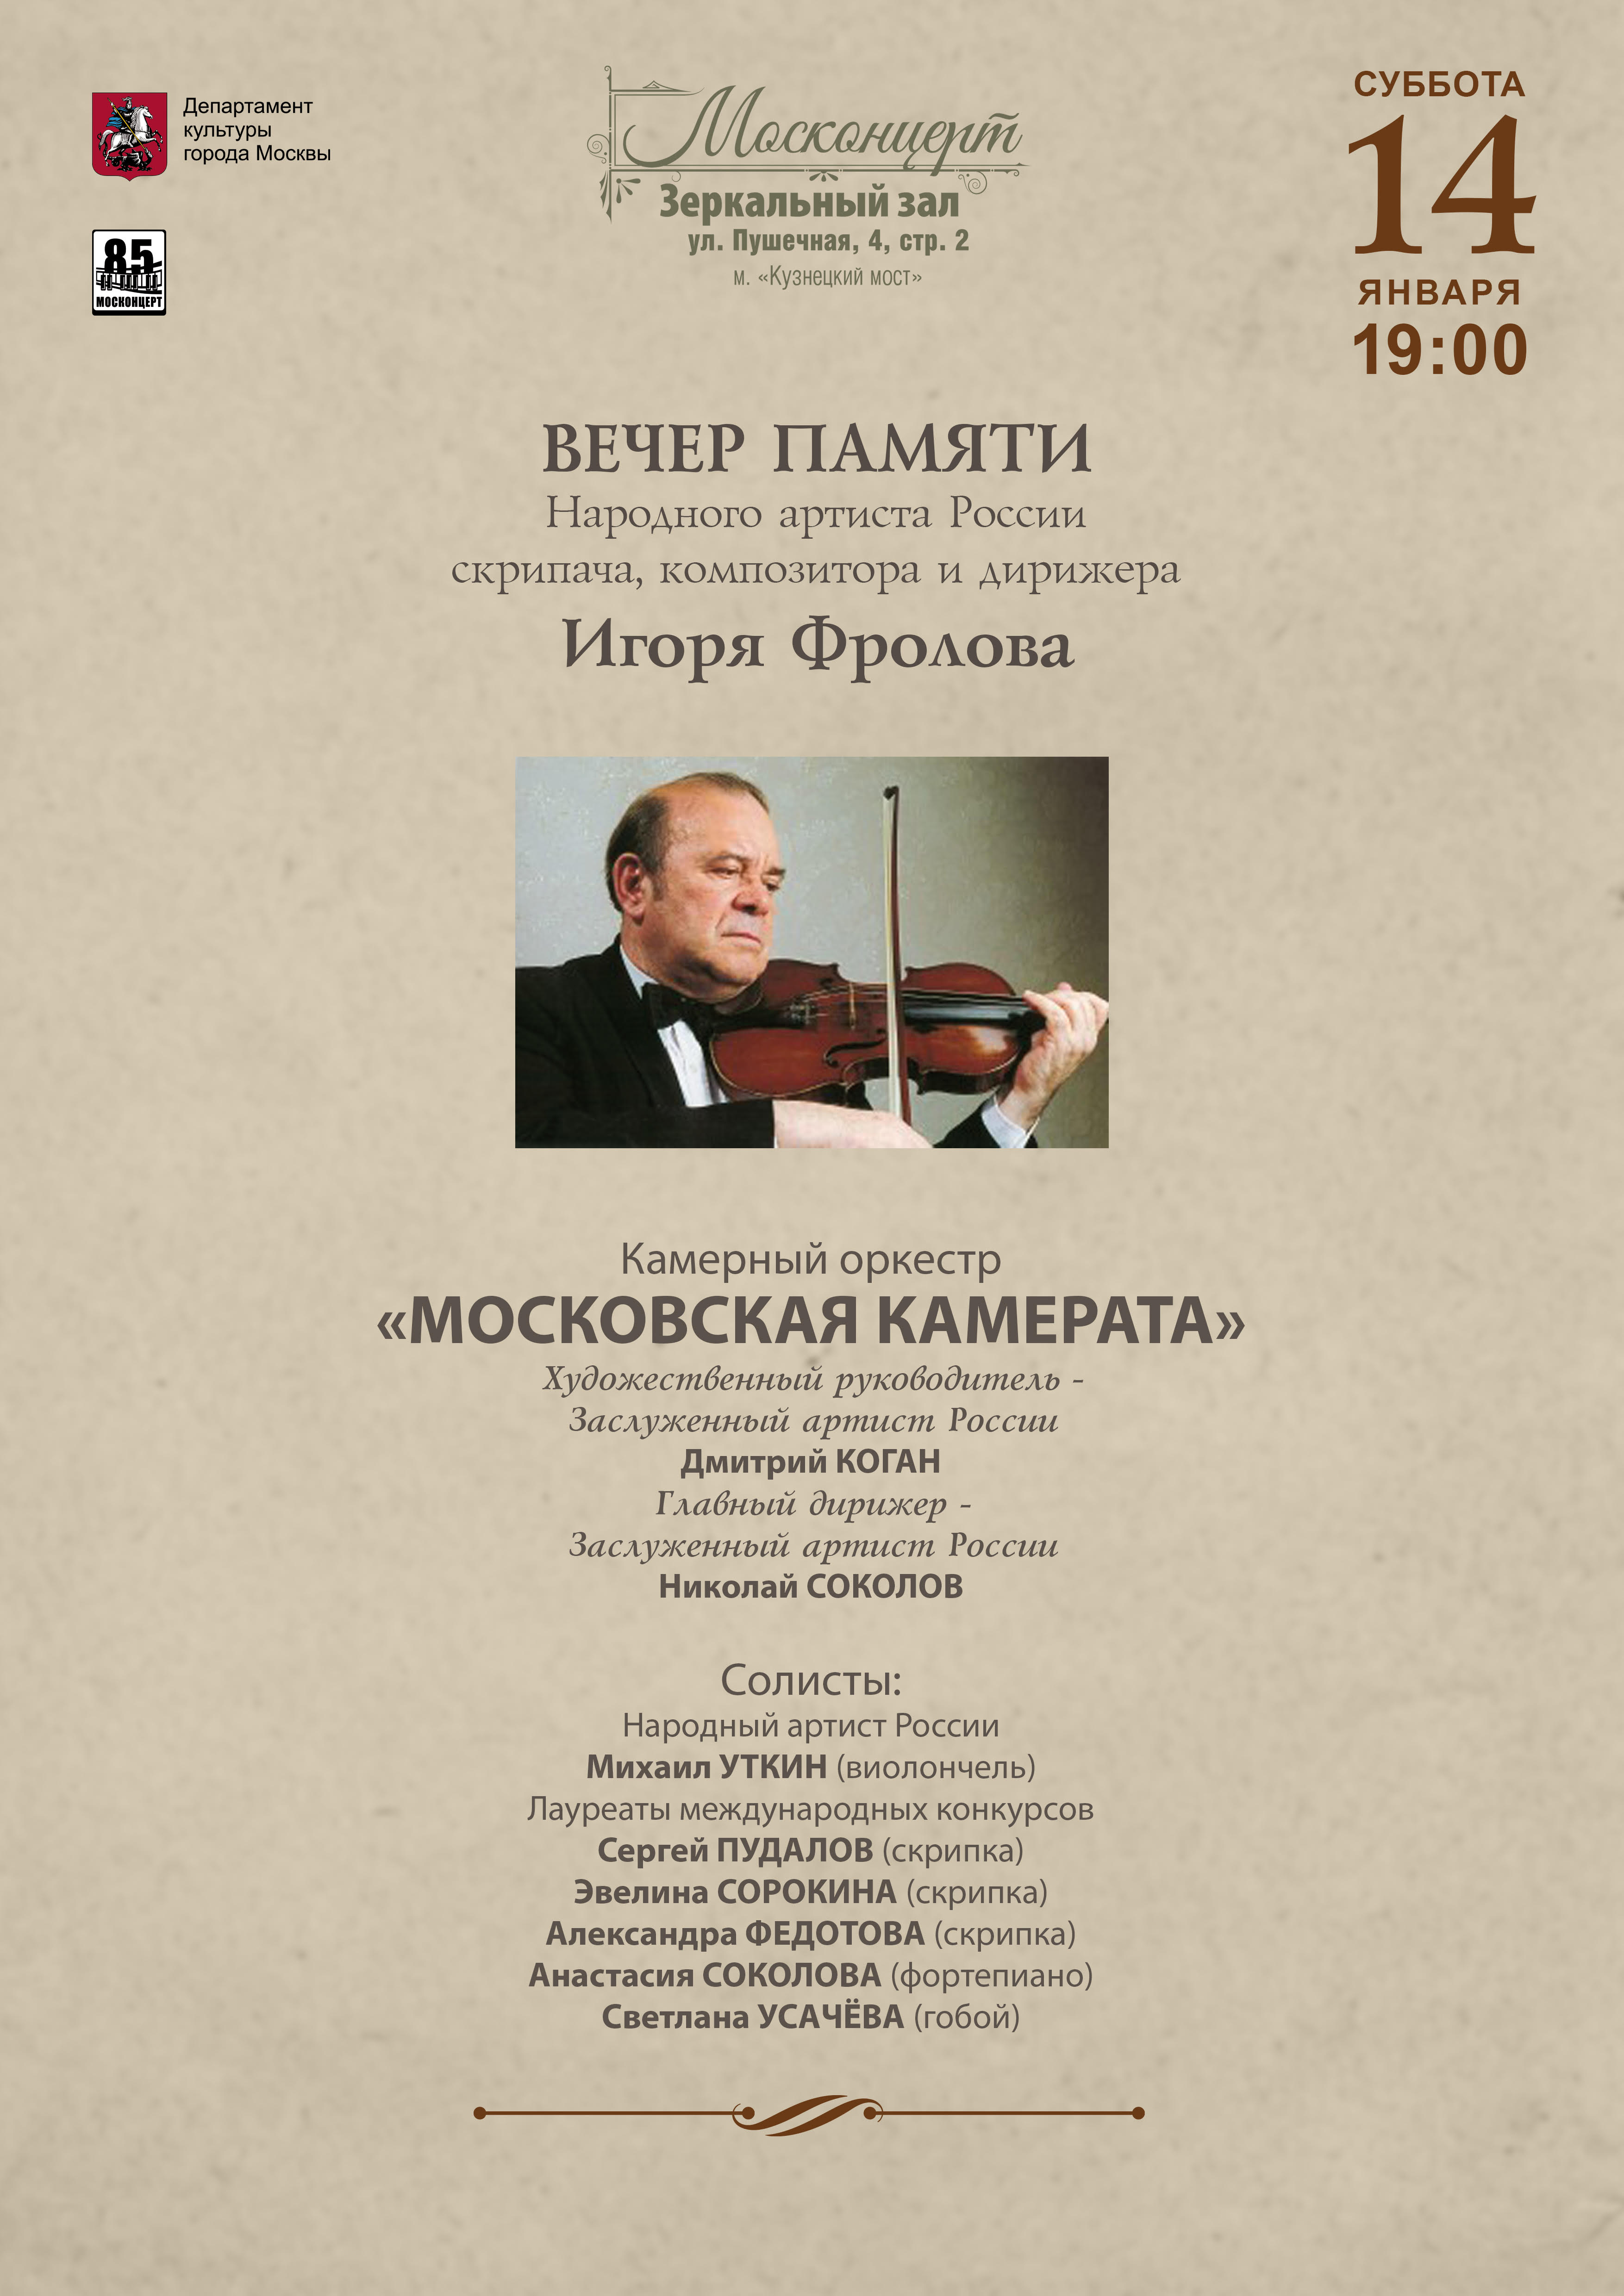 Департамент
культуры
города Москвы
85
МОСКОНЦЕРТ
Москонцерт
Зеркальный зал
ул. Пушечная, 4, стр. 2
м. «Кузнецкий мост»
СУББОТА
14
ЯНВАРЯ
19:00
ВЕЧЕР ПАМЯТИ
Народного артиста России
скрипача, композитора и дирижера
Игоря Фролова
Камерный оркестр
«МОСКОВСКАЯ КАМЕРАТА»
Художественный руководитель -
Заслуженный артист России
Дмитрий КОГАН
Главный дирижер -
Заслуженный артист России
Николай СОКОЛОВ
Солисты:
Народный артист России
Михаил УТКИН (виолончель)
Лауреаты международных конкурсов
Сергей ПУДАЛОВ (скрипка)
Эвелина СОРОКИНА (скрипка)
Александра ФЕДОТОВА (скрипка)
Анастасия СОКОЛОВА (фортепиано)
Светлана УСАЧЁВА (гобой)